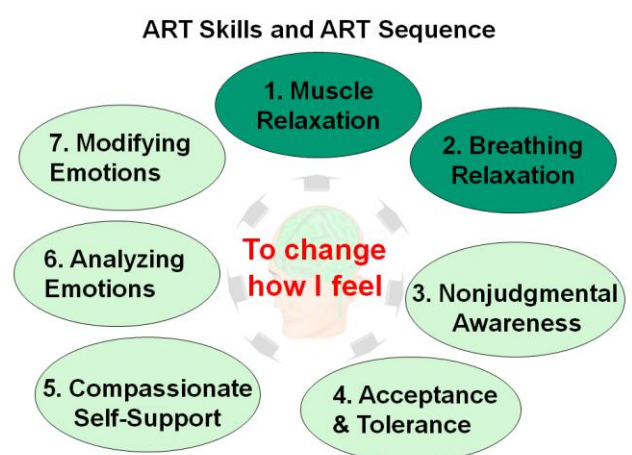 ART Skills and ART Sequence
1. Muscle
Relaxation
2. Breathing
Relaxation
3. Nonjudgmental
Awareness
4. Acceptance
& Tolerance
5. Compassionate
Self-Support
6. Analyzing
Emotions
7. Modifying
Emotions
To change
how I feel